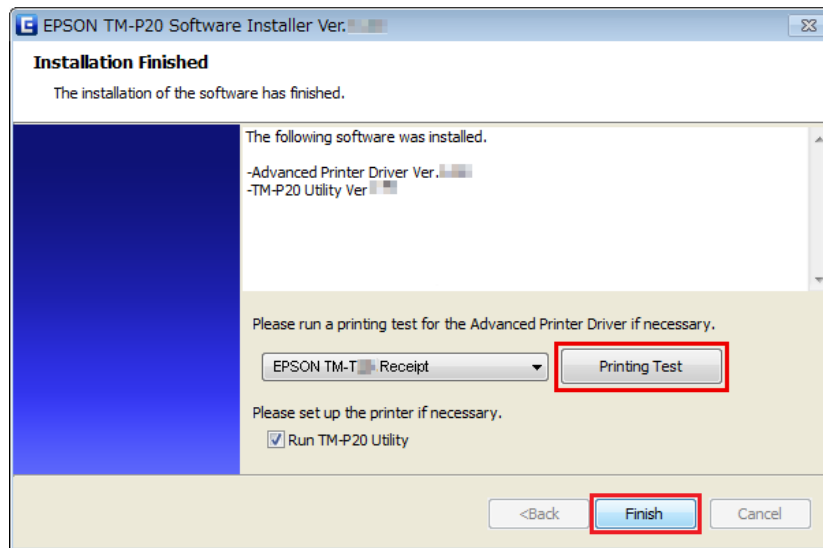 EPSON TM-P20 Software Installer Ver.
Installation Finished
The installation of the software has finished.
The following software was installed.
-Advanced Printer Driver Ver.
-TM-P20 Utility Ver
Please run a printing test for the Advanced Printer Driver if necessary.
EPSON TM-T Receipt
Printing Test
Please set up the printer if necessary.
Run TM-P20 Utility
<Back
Finish
Cancel